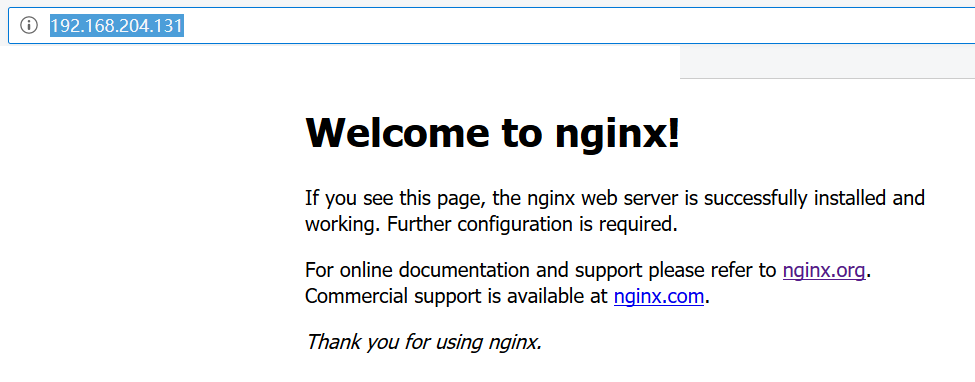 192.168.204.131
Welcome to nginx!
If you see this page, the nginx web server is successfully installed and
working. Further configuration is required.
For online documentation and support please refer to nginx.org.
Commercial support is available at nginx.com.
Thank you for using nginx.